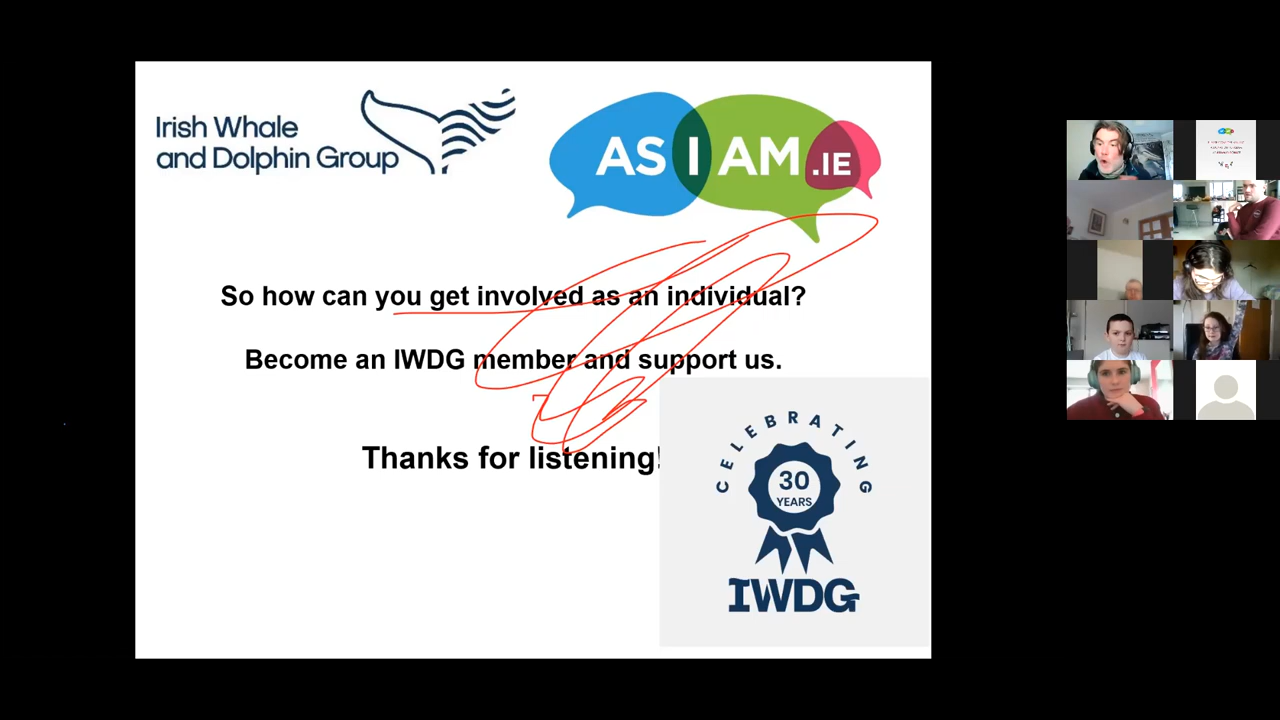 Irish Whale
and Dolphin Group
AS I AM .IE
So how can you get involved as an individual?
Become an IWDG member and support us.
Thanks for listening!
CELEBRATING
30
YEARS
IWDG